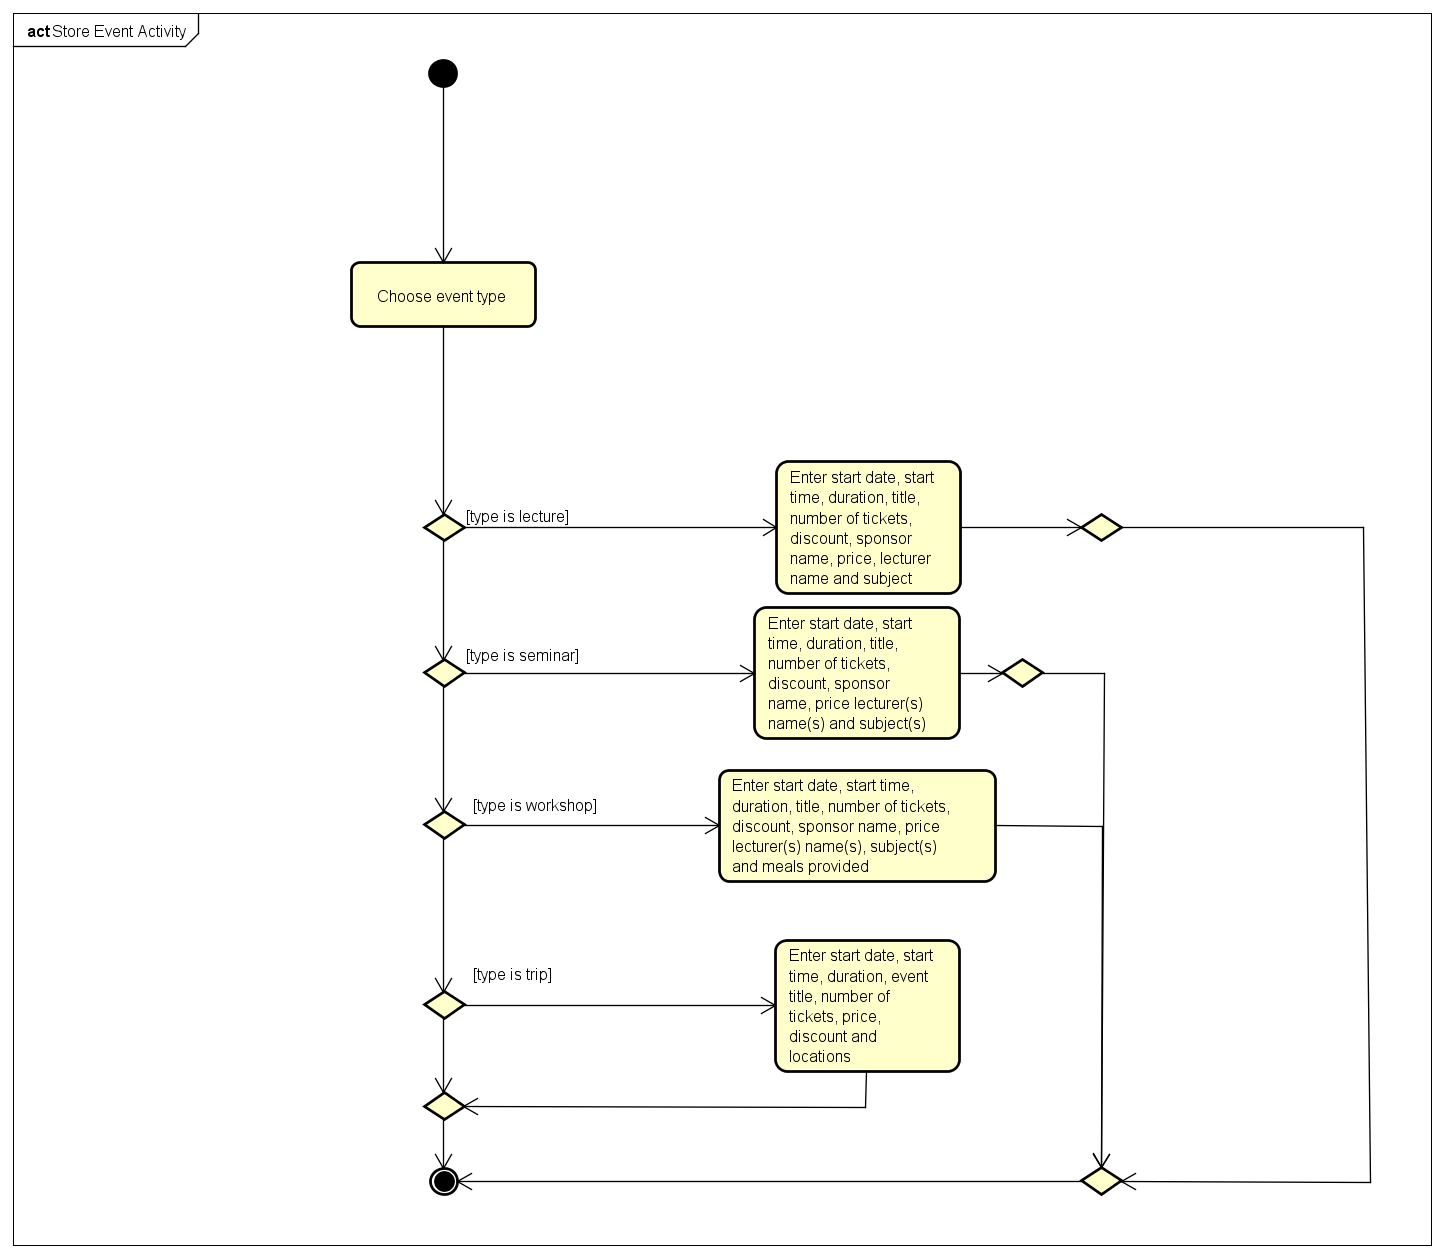 act Store Event Activity
Choose event type
[type is lecture]
Enter start date, start
time, duration, title,
number of tickets,
discount, sponsor
name, price, lecturer
name and subject
[type is seminar]
Enter start date, start
time, duration, title,
number of tickets,
discount, sponsor
name, price lecturer(s)
name(s) and subject(s)
[type is workshop]
Enter start date, start time,
duration, title, number of tickets,
discount, sponsor name, price
lecturer(s) name(s), subject(s)
and meals provided
[type is trip]
Enter start date, start
time, duration, event
title, number of
tickets, price,
discount and
locations